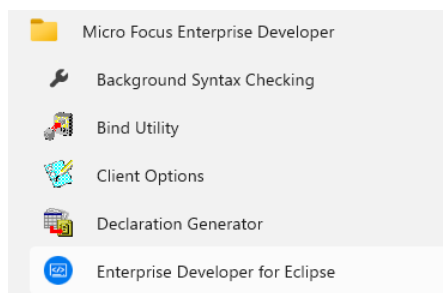 Micro Focus Enterprise Developer
Background Syntax Checking
Bind Utility
Client Options
Declaration Generator
Enterprise Developer for Eclipse